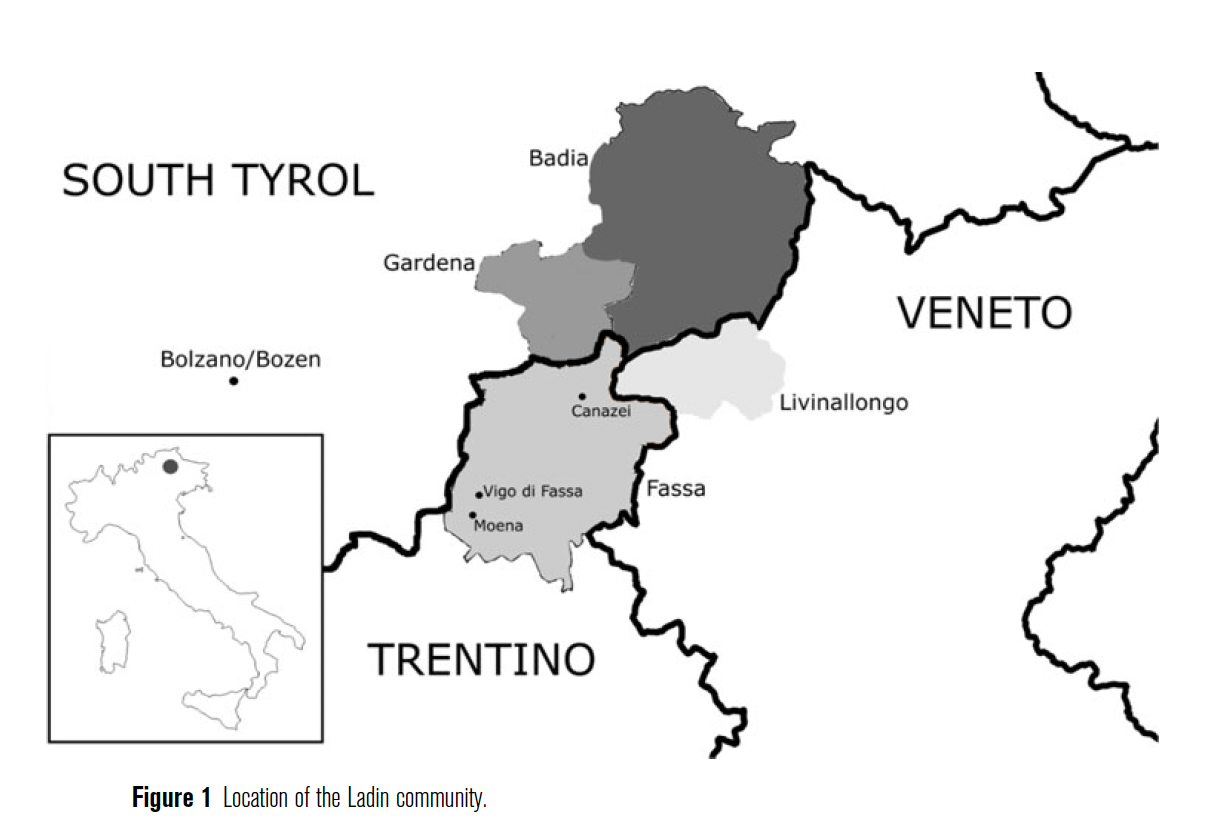 Badia
SOUTH TYROL
Gardena
VENETO
Bolzano/Bozen
Canazei
Livinallongo
Vigo di Fassa
Fassa
Moena
TRENTINO
Figure 1 Location of the Ladin community.